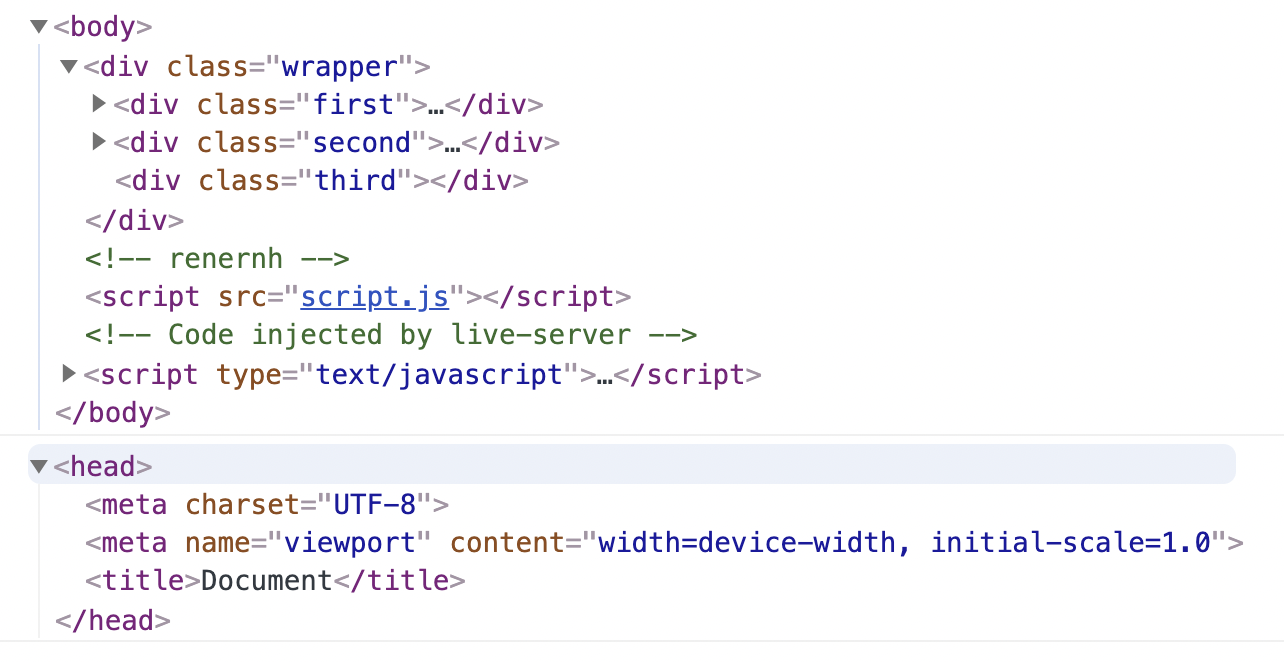 <body>
<div class="wrapper">
<div class="first">…</div>
<div class="second">…</div>
<div class="third"></div>
</div>
<!-- renernh -->
<script src="script.js"></script>
<!-- Code injected by live-server -->
<script type="text/javascript">…</script>
</body>
<head>
<meta charset="UTF-8">
<meta name="viewport" content="width=device-width, initial-scale=1.0">
<title>Document</title>
</head>